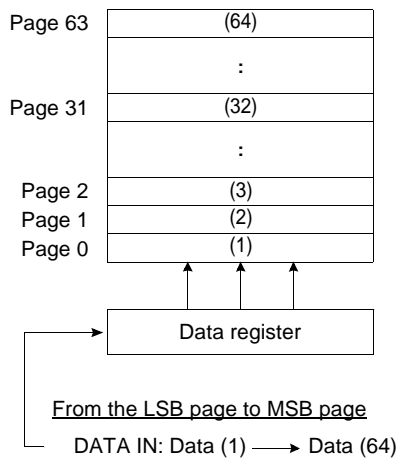 Page 63 (64)
:
Page 31 (32)
:
Page 2 (3)
Page 1 (2)
Page 0 (1)
Data register
From the LSB page to MSB page
DATA IN: Data (1) → Data (64)